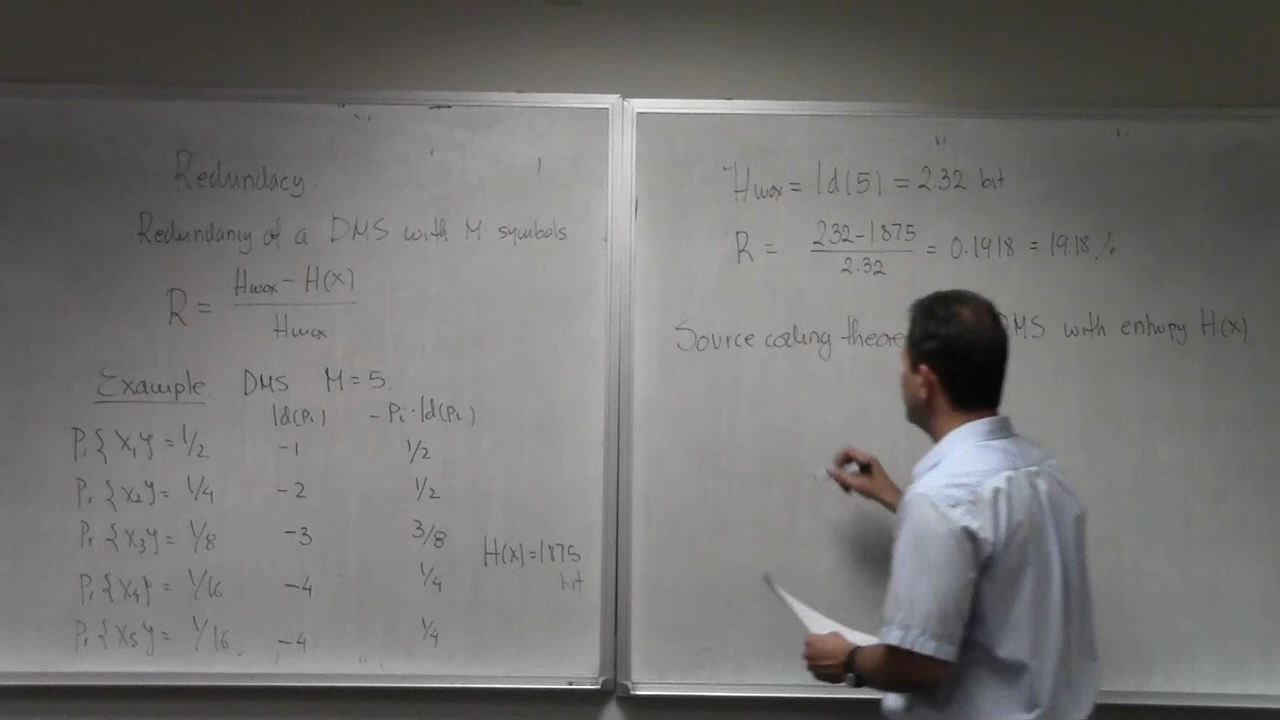 Redundacy
Redundancy of a DMS with M symbols
R = Hmax - H(x) / Hmax
Example DMS M=5.
ld(Pi) -Pi·ld(Pi)
Pr{x1} = 1/2 -1 1/2
Pr{x2} = 1/4 -2 1/2
Pr{x3} = 1/8 -3 3/8
Pr{x4} = 1/16 -4 1/4
Pr{x5} = 1/16 -4 1/4
H(x)=1.875
bit
Hmax = ld(5) = 2.32 bit
R = 2.32-1.875 / 2.32 = 0.1918 = 19.18%
Source coding DMS with entropy H(x)